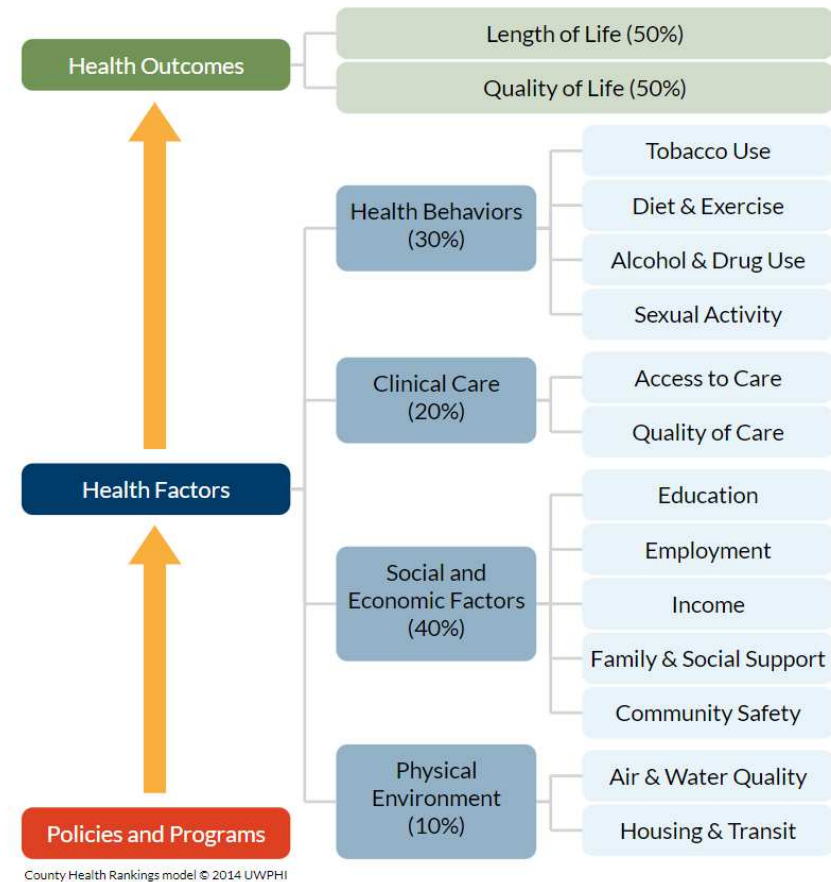 Health Outcomes
Length of Life (50%)
Quality of Life (50%)
Health Factors
Health Behaviors
(30%)
Tobacco Use
Diet & Exercise
Alcohol & Drug Use
Sexual Activity
Clinical Care
(20%)
Access to Care
Quality of Care
Social and
Economic Factors
(40%)
Education
Employment
Income
Family & Social Support
Community Safety
Physical
Environment
(10%)
Air & Water Quality
Housing & Transit
Policies and Programs
County Health Rankings model © 2014 UWPHI